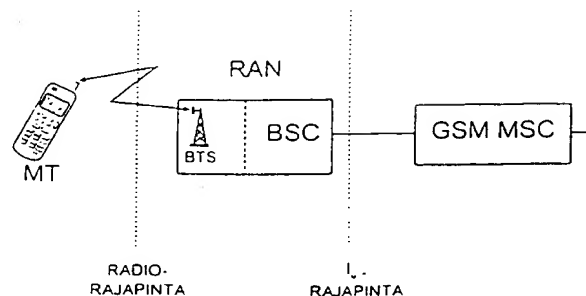 RAN
BSC
GSM MSC
BTS
MT
RADIO-
RAJAPINTA
RAJAPINTA